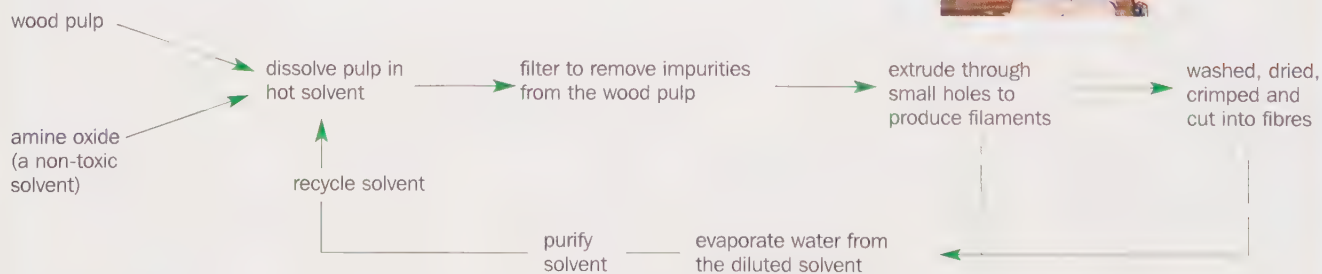 wood pulp
amine oxide
(a non-toxic
solvent)
dissolve pulp in
hot solvent
filter to remove impurities
from the wood pulp
extrude through
small holes to
produce filaments
washed, dried,
crimped and
cut into fibres
recycle solvent
purify
solvent
evaporate water from
the diluted solvent